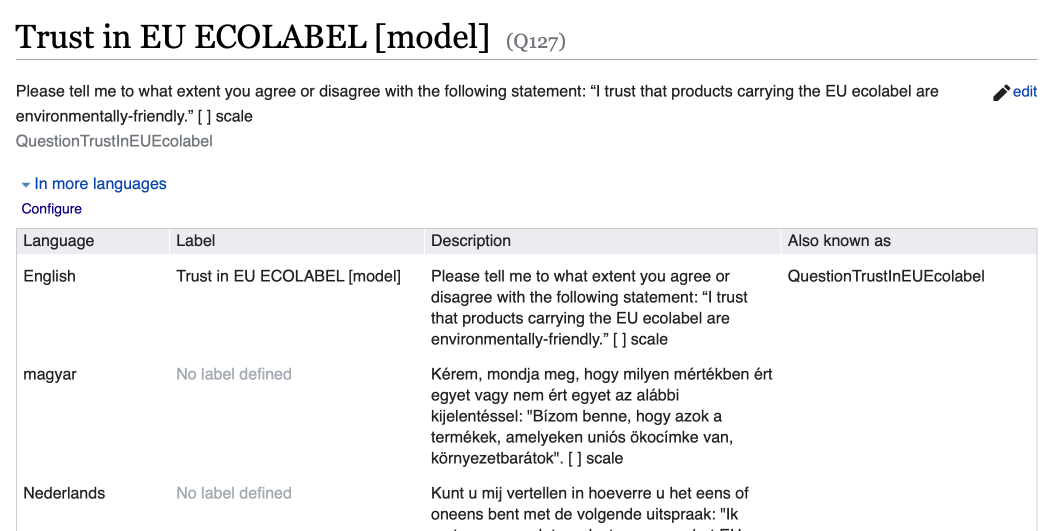 Trust in EU ECOLABEL [model] (Q127)
Please tell me to what extent you agree or disagree with the following statement: “I trust that products carrying the EU ecolabel are
environmentally-friendly.” [ ] scale
edit
QuestionTrustInEUEcolabel
In more languages
Configure
Language Label Description Also known as
English Trust in EU ECOLABEL [model] Please tell me to what extent you agree or QuestionTrustInEUEcolabel
disagree with the following statement: “I trust
that products carrying the EU ecolabel are
environmentally-friendly.” [ ] scale
magyar No label defined Kérem, mondja meg, hogy milyen mértékben ért
egyet vagy nem ért egyet az alábbi
kijelentéssel: "Bízom benne, hogy azok a
termékek, amelyeken uniós ökocímke van,
környezetbarátok". [ ] scale
Nederlands No label defined Kunt u mij vertellen in hoeverre u het eens of
oneens bent met de volgende uitspraak: "Ik